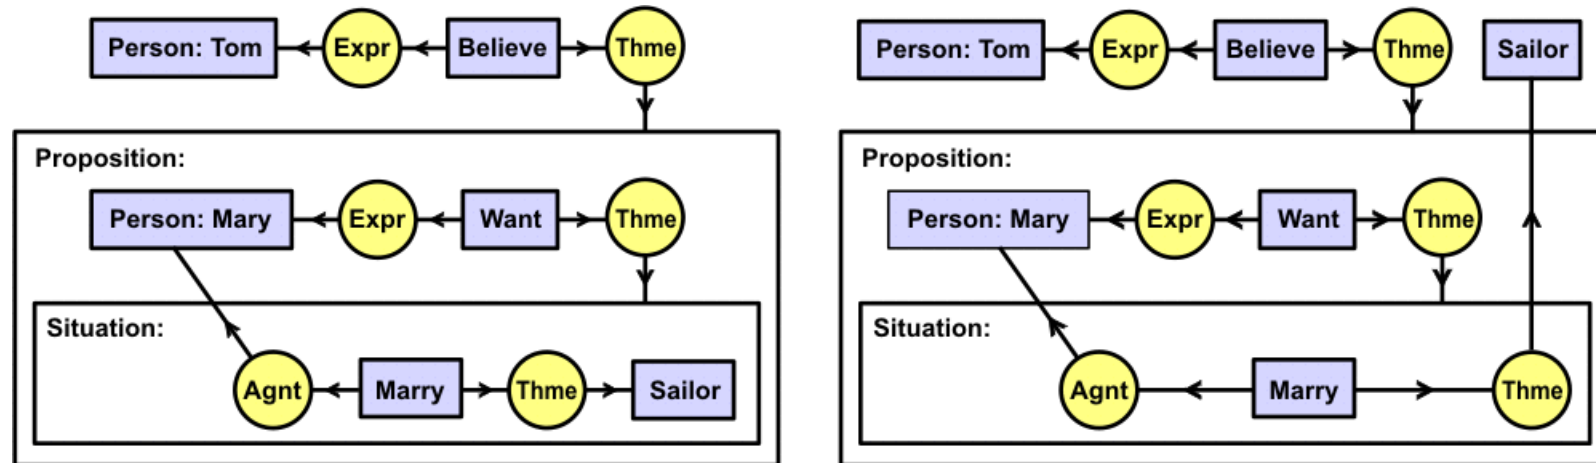 Person: Tom Expr Believe Thme
Proposition:
Person: Mary Expr Want Thme
Situation:
Agnt Marry Thme Sailor
Person: Tom Expr Believe Thme Sailor
Proposition:
Person: Mary Expr Want Thme
Situation:
Agnt Marry Thme